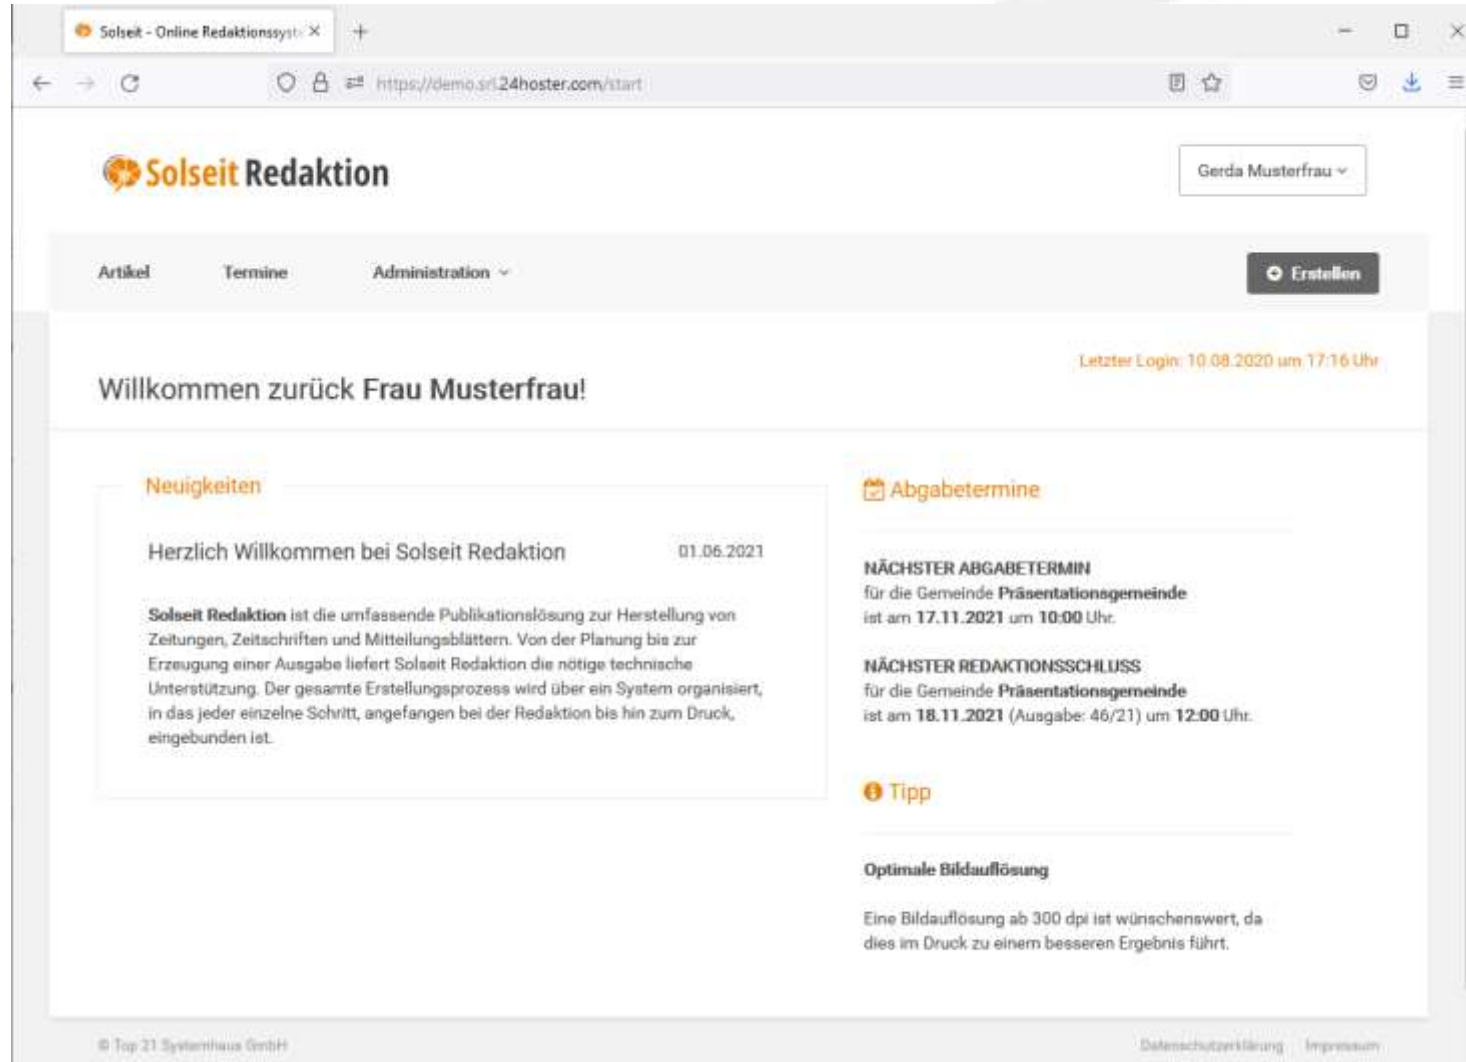 Solseit - Online Redaktionssyst
https://demo.srl.24hoster.com/start
Solseit Redaktion
Gerda Musterfrau
Artikel Termine Administration Erstellen
Letzter Login: 10.08.2020 um 17:16 Uhr
Willkommen zurück Frau Musterfrau!
Neuigkeiten
Herzlich Willkommen bei Solseit Redaktion 01.06.2021
Solseit Redaktion ist die umfassende Publikationslösung zur Herstellung von
Zeitungen, Zeitschriften und Mitteilungsblättern. Von der Planung bis zur
Erzeugung einer Ausgabe liefert Solseit Redaktion die nötige technische
Unterstützung. Der gesamte Erstellungsprozess wird über ein System organisiert,
in das jeder einzelne Schritt, angefangen bei der Redaktion bis hin zum Druck,
eingebunden ist.
Abgabetermine
NÄCHSTER ABGABETERMIN
für die Gemeinde Präsentationsgemeinde
ist am 17.11.2021 um 10:00 Uhr.
NÄCHSTER REDAKTIONSSCHLUSS
für die Gemeinde Präsentationsgemeinde
ist am 18.11.2021 (Ausgabe: 46/21) um 12:00 Uhr.
Tipp
Optimale Bildauflösung
Eine Bildauflösung ab 300 dpi ist wünschenswert, da
dies im Druck zu einem besseren Ergebnis führt.
© Top 21 Systemhaus GmbH
Datenschutzerklärung Impressum